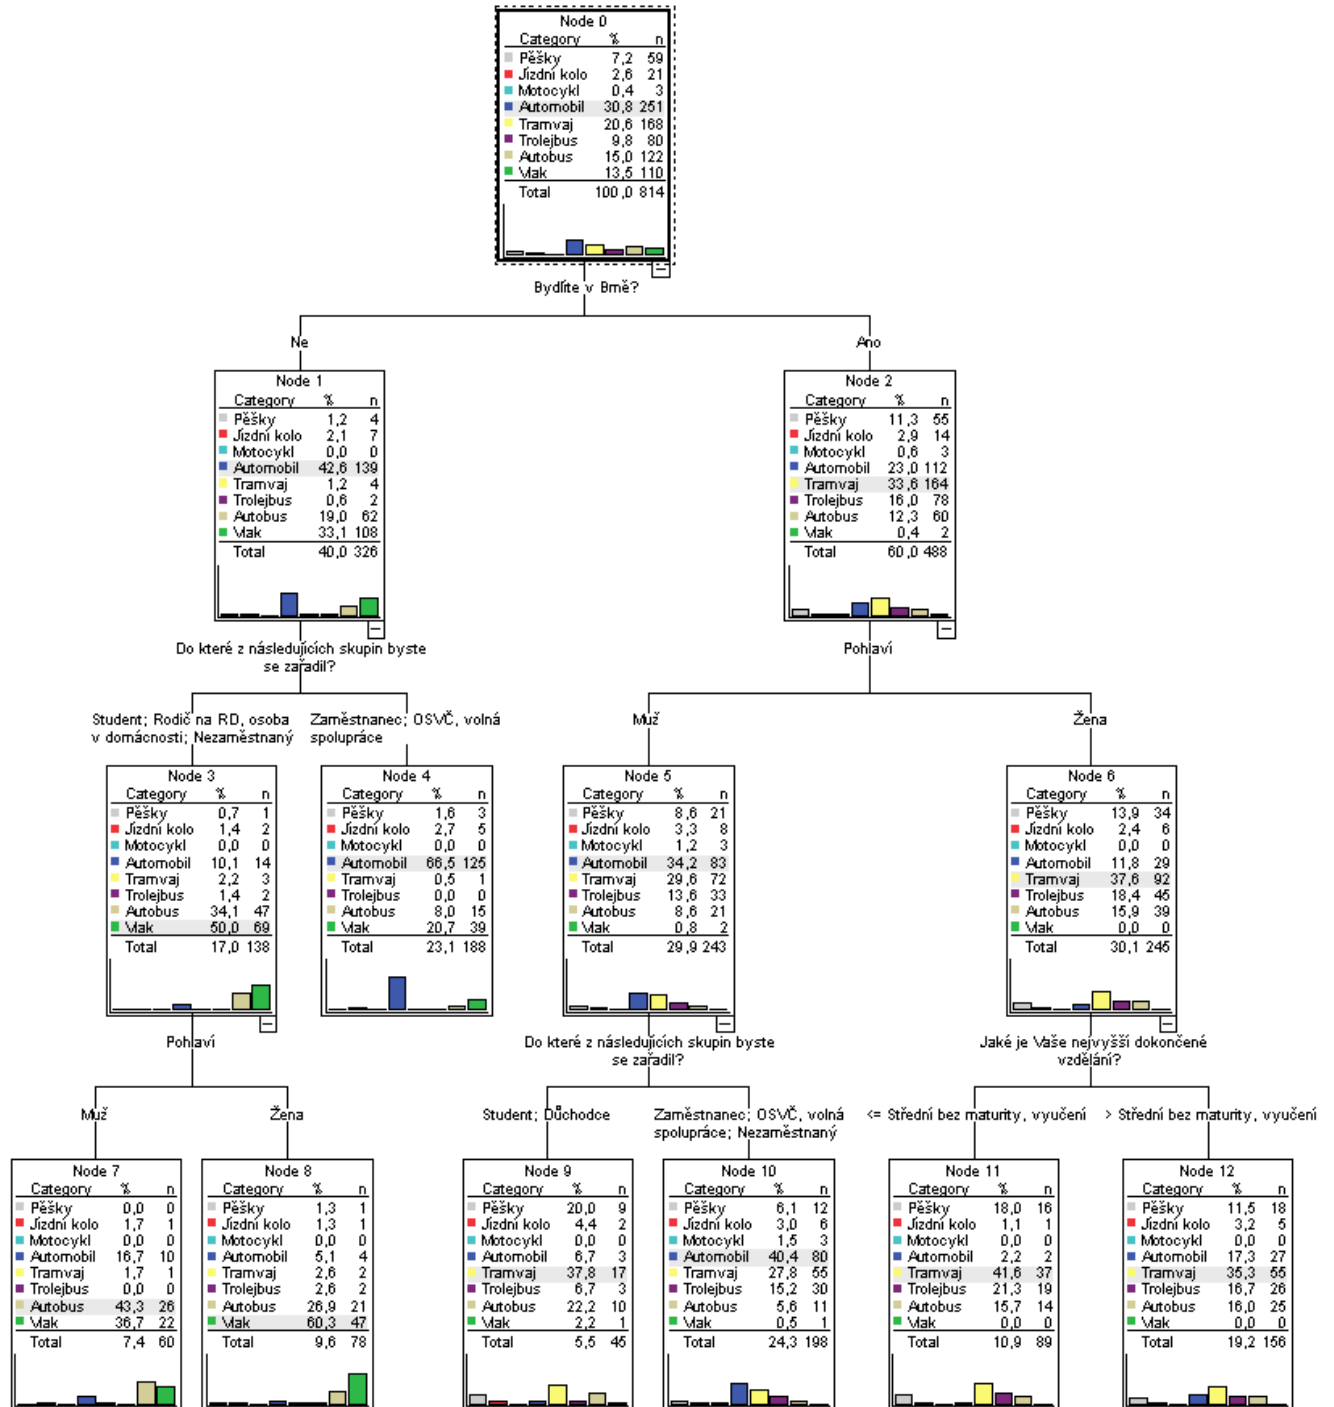 Node 0
Category % n
Pěšky 7,2 59
Jízdní kolo 2,6 21
Motocykl 0,4 3
Automobil 30,8 251
Tramvaj 20,6 168
Trolejbus 9,8 80
Autobus 15,0 122
Vlak 13,5 110
Total 100,0 814
Bydlíte v Brně?
Ne
Ano
Node 1
Category % n
Pěšky 1,2 4
Jízdní kolo 2,1 7
Motocykl 0,0 0
Automobil 42,6 139
Tramvaj 1,2 4
Trolejbus 0,6 2
Autobus 19,0 62
Vlak 33,1 108
Total 40,0 326
Node 2
Category % n
Pěšky 11,3 55
Jízdní kolo 2,9 14
Motocykl 0,6 3
Automobil 23,0 112
Tramvaj 33,6 164
Trolejbus 16,0 78
Autobus 12,3 60
Vlak 0,4 2
Total 60,0 488
Do které z následujících skupin byste
se zařadil?
Pohlaví
Student; Rodič na RD, osoba
v domácnosti; Nezaměstnaný
Zaměstnanec; OSVČ, volná
spolupráce
Muž
Žena
Node 3
Category % n
Pěšky 0,7 1
Jízdní kolo 1,4 2
Motocykl 0,0 0
Automobil 10,1 14
Tramvaj 2,2 3
Trolejbus 1,4 2
Autobus 34,1 47
Vlak 50,0 69
Total 17,0 138
Node 4
Category % n
Pěšky 1,6 3
Jízdní kolo 2,7 5
Motocykl 0,0 0
Automobil 66,5 125
Tramvaj 0,5 1
Trolejbus 0,0 0
Autobus 8,0 15
Vlak 20,7 39
Total 23,1 188
Node 5
Category % n
Pěšky 8,6 21
Jízdní kolo 3,3 8
Motocykl 1,2 3
Automobil 34,2 83
Tramvaj 29,6 72
Trolejbus 13,6 33
Autobus 8,6 21
Vlak 0,8 2
Total 29,9 243
Node 6
Category % n
Pěšky 13,9 34
Jízdní kolo 2,4 6
Motocykl 0,0 0
Automobil 11,8 29
Tramvaj 37,6 92
Trolejbus 18,4 45
Autobus 15,9 39
Vlak 0,0 0
Total 30,1 245
Pohlaví
Do které z následujících skupin byste
se zařadil?
Jaké je Vaše nejvyšší dokončené
vzdělání?
Muž
Žena
Student; Důchodce
Zaměstnanec; OSVČ, volná
spolupráce; Nezaměstnaný
<= Střední bez maturity, vyučení
> Střední bez maturity, vyučení
Node 7
Category % n
Pěšky 0,0 0
Jízdní kolo 1,7 1
Motocykl 0,0 0
Automobil 16,7 10
Tramvaj 1,7 1
Trolejbus 0,0 0
Autobus 43,3 26
Vlak 36,7 22
Total 7,4 60
Node 8
Category % n
Pěšky 1,3 1
Jízdní kolo 1,3 1
Motocykl 0,0 0
Automobil 5,1 4
Tramvaj 2,6 2
Trolejbus 2,6 2
Autobus 26,9 21
Vlak 60,3 47
Total 9,6 78
Node 9
Category % n
Pěšky 20,0 9
Jízdní kolo 4,4 2
Motocykl 0,0 0
Automobil 6,7 3
Tramvaj 37,8 17
Trolejbus 6,7 3
Autobus 22,2 10
Vlak 2,2 1
Total 5,5 45
Node 10
Category % n
Pěšky 6,1 12
Jízdní kolo 3,0 6
Motocykl 1,5 3
Automobil 40,4 80
Tramvaj 27,8 55
Trolejbus 15,2 30
Autobus 5,6 11
Vlak 0,5 1
Total 24,3 198
Node 11
Category % n
Pěšky 18,0 16
Jízdní kolo 1,1 1
Motocykl 0,0 0
Automobil 2,2 2
Tramvaj 41,6 37
Trolejbus 21,3 19
Autobus 15,7 14
Vlak 0,0 0
Total 10,9 89
Node 12
Category % n
Pěšky 11,5 18
Jízdní kolo 3,2 5
Motocykl 0,0 0
Automobil 17,3 27
Tramvaj 35,3 55
Trolejbus 16,7 26
Autobus 16,0 25
Vlak 0,0 0
Total 19,2 156